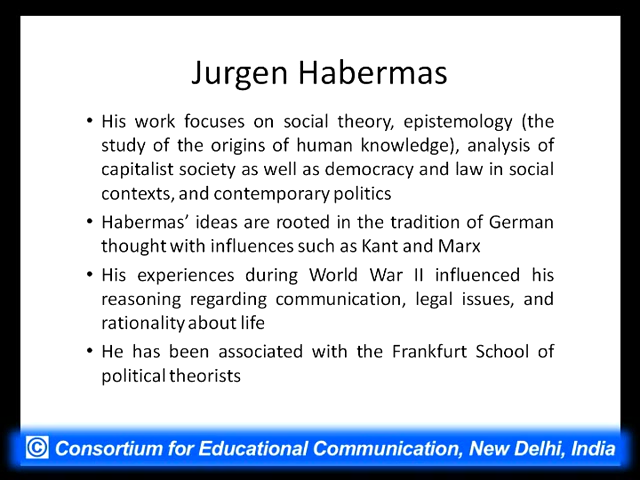 Jurgen Habermas
• His work focuses on social theory, epistemology (the
study of the origins of human knowledge), analysis of
capitalist society as well as democracy and law in social
contexts, and contemporary politics
• Habermas’ ideas are rooted in the tradition of German
thought with influences such as Kant and Marx
• His experiences during World War II influenced his
reasoning regarding communication, legal issues, and
rationality about life
• He has been associated with the Frankfurt School of
political theorists
© Consortium for Educational Communication, New Delhi, India